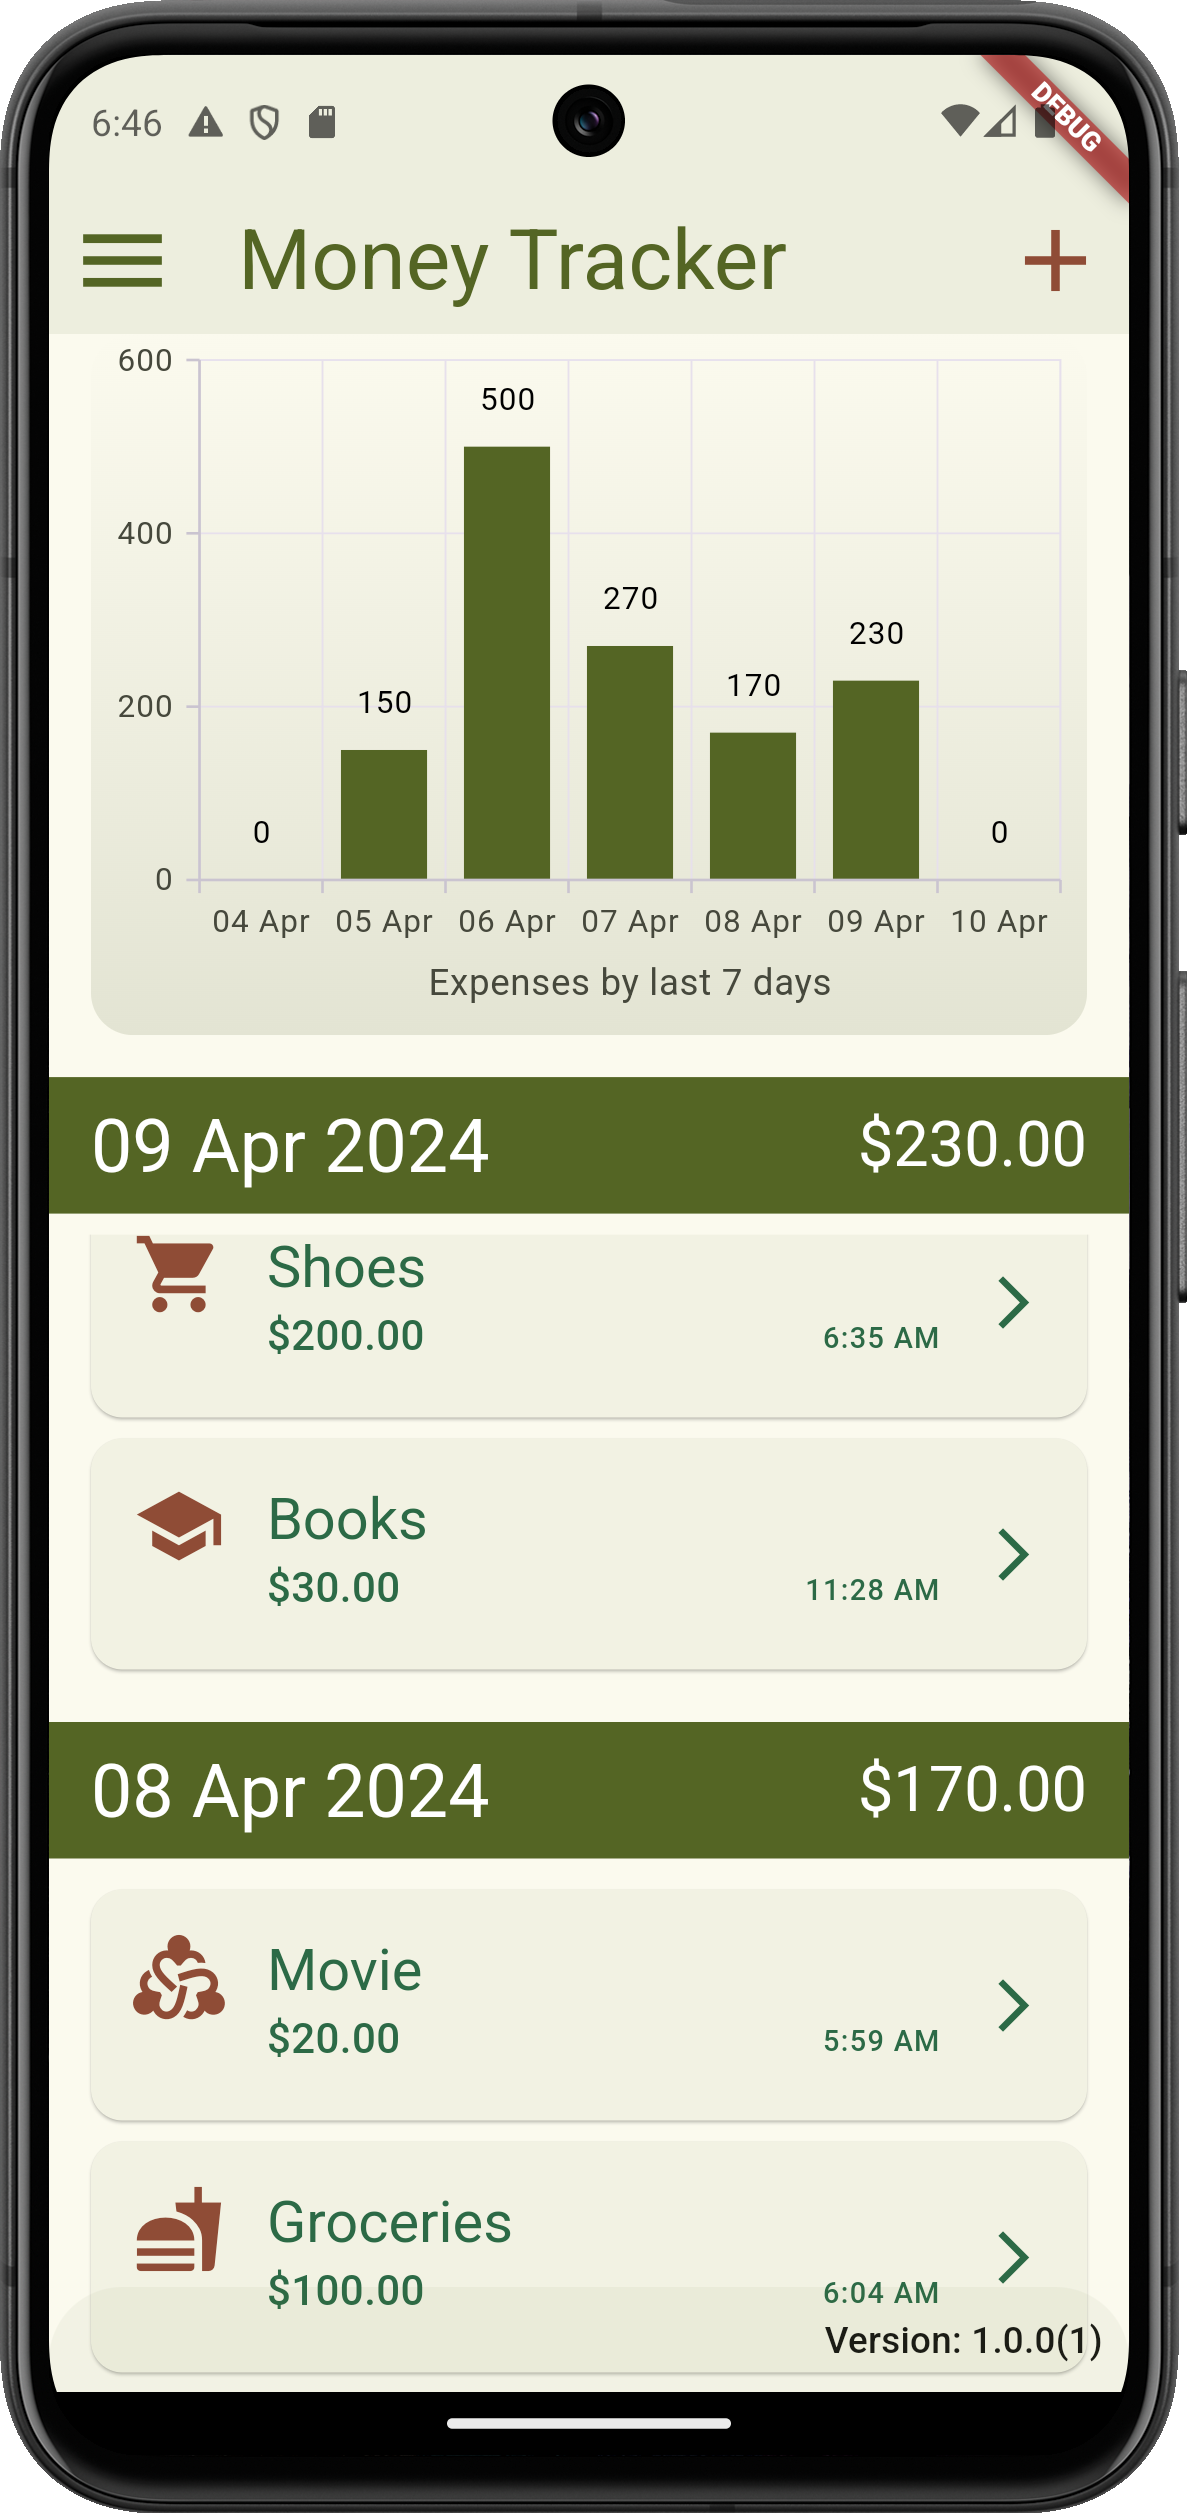 6:46
DEBUG
Money Tracker
600
500
400
270
230
200
170
150
0
0
0
04 Apr 05 Apr 06 Apr 07 Apr 08 Apr 09 Apr 10 Apr
Expenses by last 7 days
09 Apr 2024 $230.00
Shoes
$200.00 6:35 AM
Books
$30.00 11:28 AM
08 Apr 2024 $170.00
Movie
$20.00 5:59 AM
Groceries
$100.00 6:04 AM
Version: 1.0.0(1)